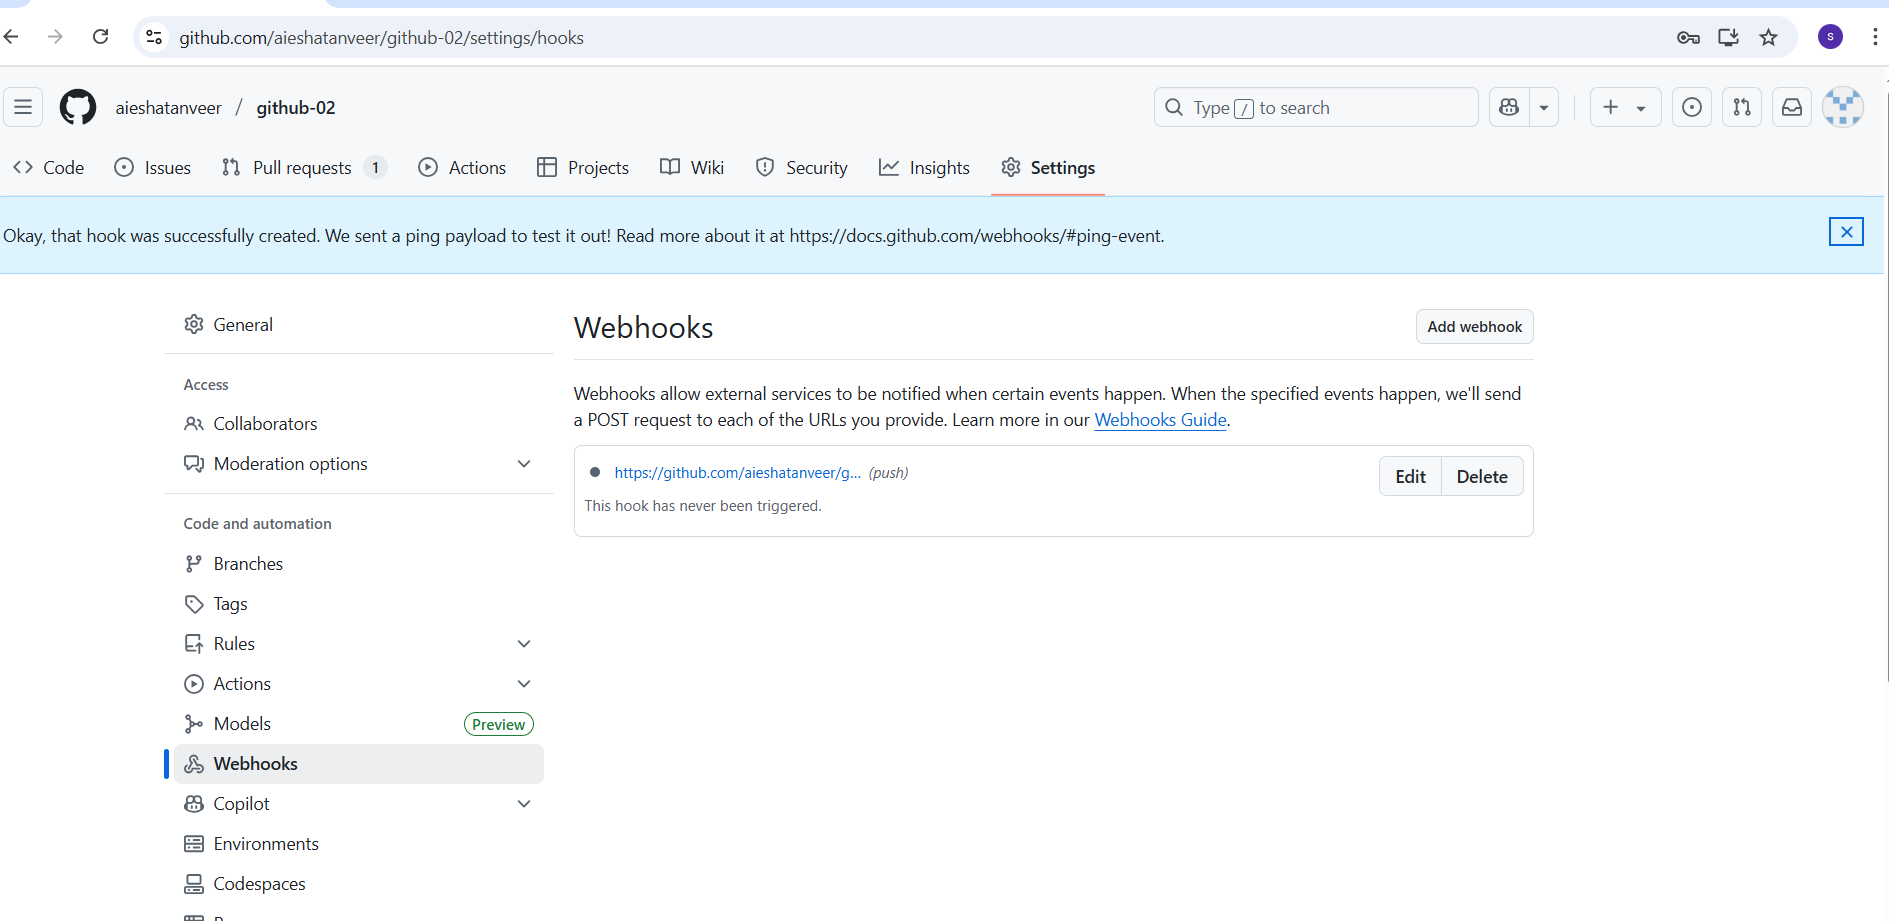 github.com/aieshatanveer/github-02/settings/hooks
S
aieshatanveer / github-02
Type / to search
Code
Issues
Pull requests 1
Actions
Projects
Wiki
Security
Insights
Settings
Okay, that hook was successfully created. We sent a ping payload to test it out! Read more about it at https://docs.github.com/webhooks/#ping-event.
General
Access
Collaborators
Moderation options
Code and automation
Branches
Tags
Rules
Actions
Models Preview
Webhooks
Copilot
Environments
Codespaces
Webhooks
Add webhook
Webhooks allow external services to be notified when certain events happen. When the specified events happen, we'll send
a POST request to each of the URLs you provide. Learn more in our Webhooks Guide.
https://github.com/aieshatanveer/g... (push)
Edit
Delete
This hook has never been triggered.